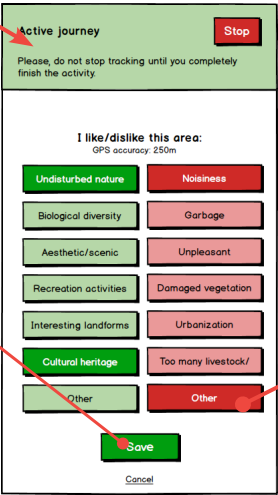 Active journey
Stop
Please, do not stop tracking until you completely
finish the activity.
I like/dislike this area:
GPS accuracy: 250m
Undisturbed nature
Noisiness
Biological diversity
Garbage
Aesthetic/scenic
Unpleasant
Recreation activities
Damaged vegetation
Interesting landforms
Urbanization
Cultural heritage
Too many livestock/
Other
Other
Save
Cancel